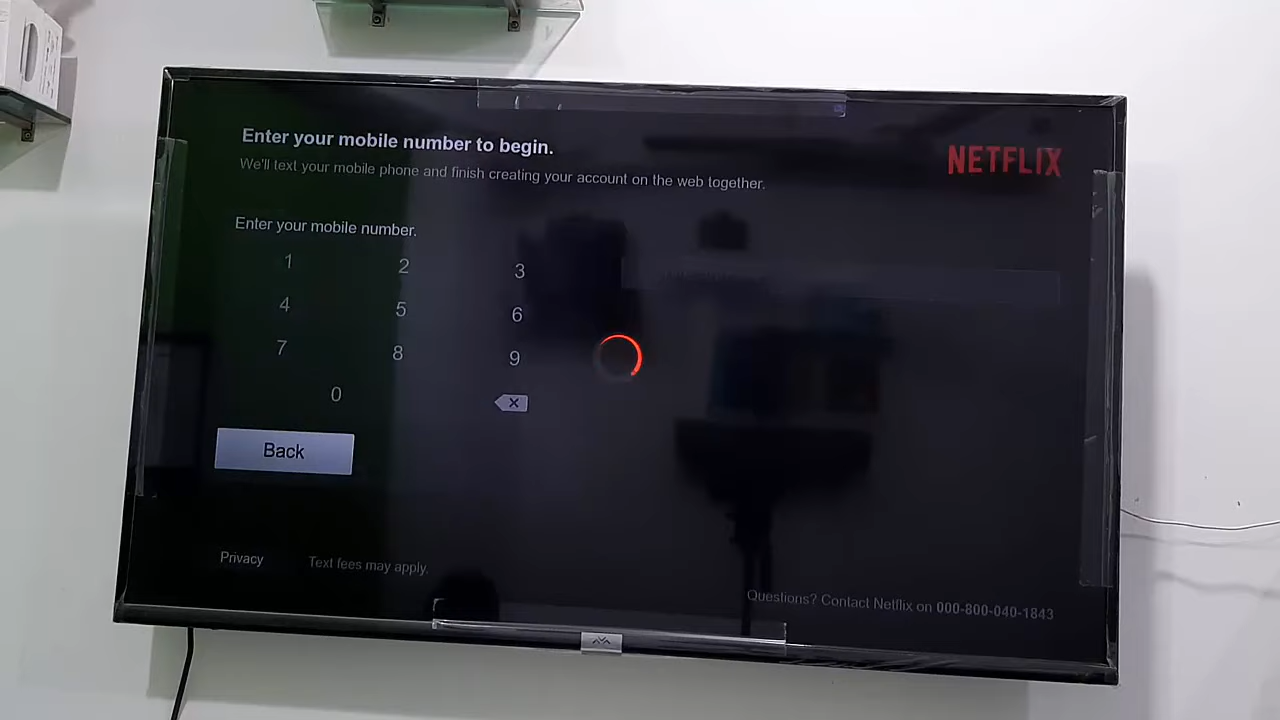 Enter your mobile number to begin.
NETFLIX
We'll text your mobile phone and finish creating your account on the web together.
Enter your mobile number.
1 2 3
4 5 6
7 8 9
0
Back
Privacy
Text fees may apply.
Questions? Contact Netflix on 000-800-040-1843